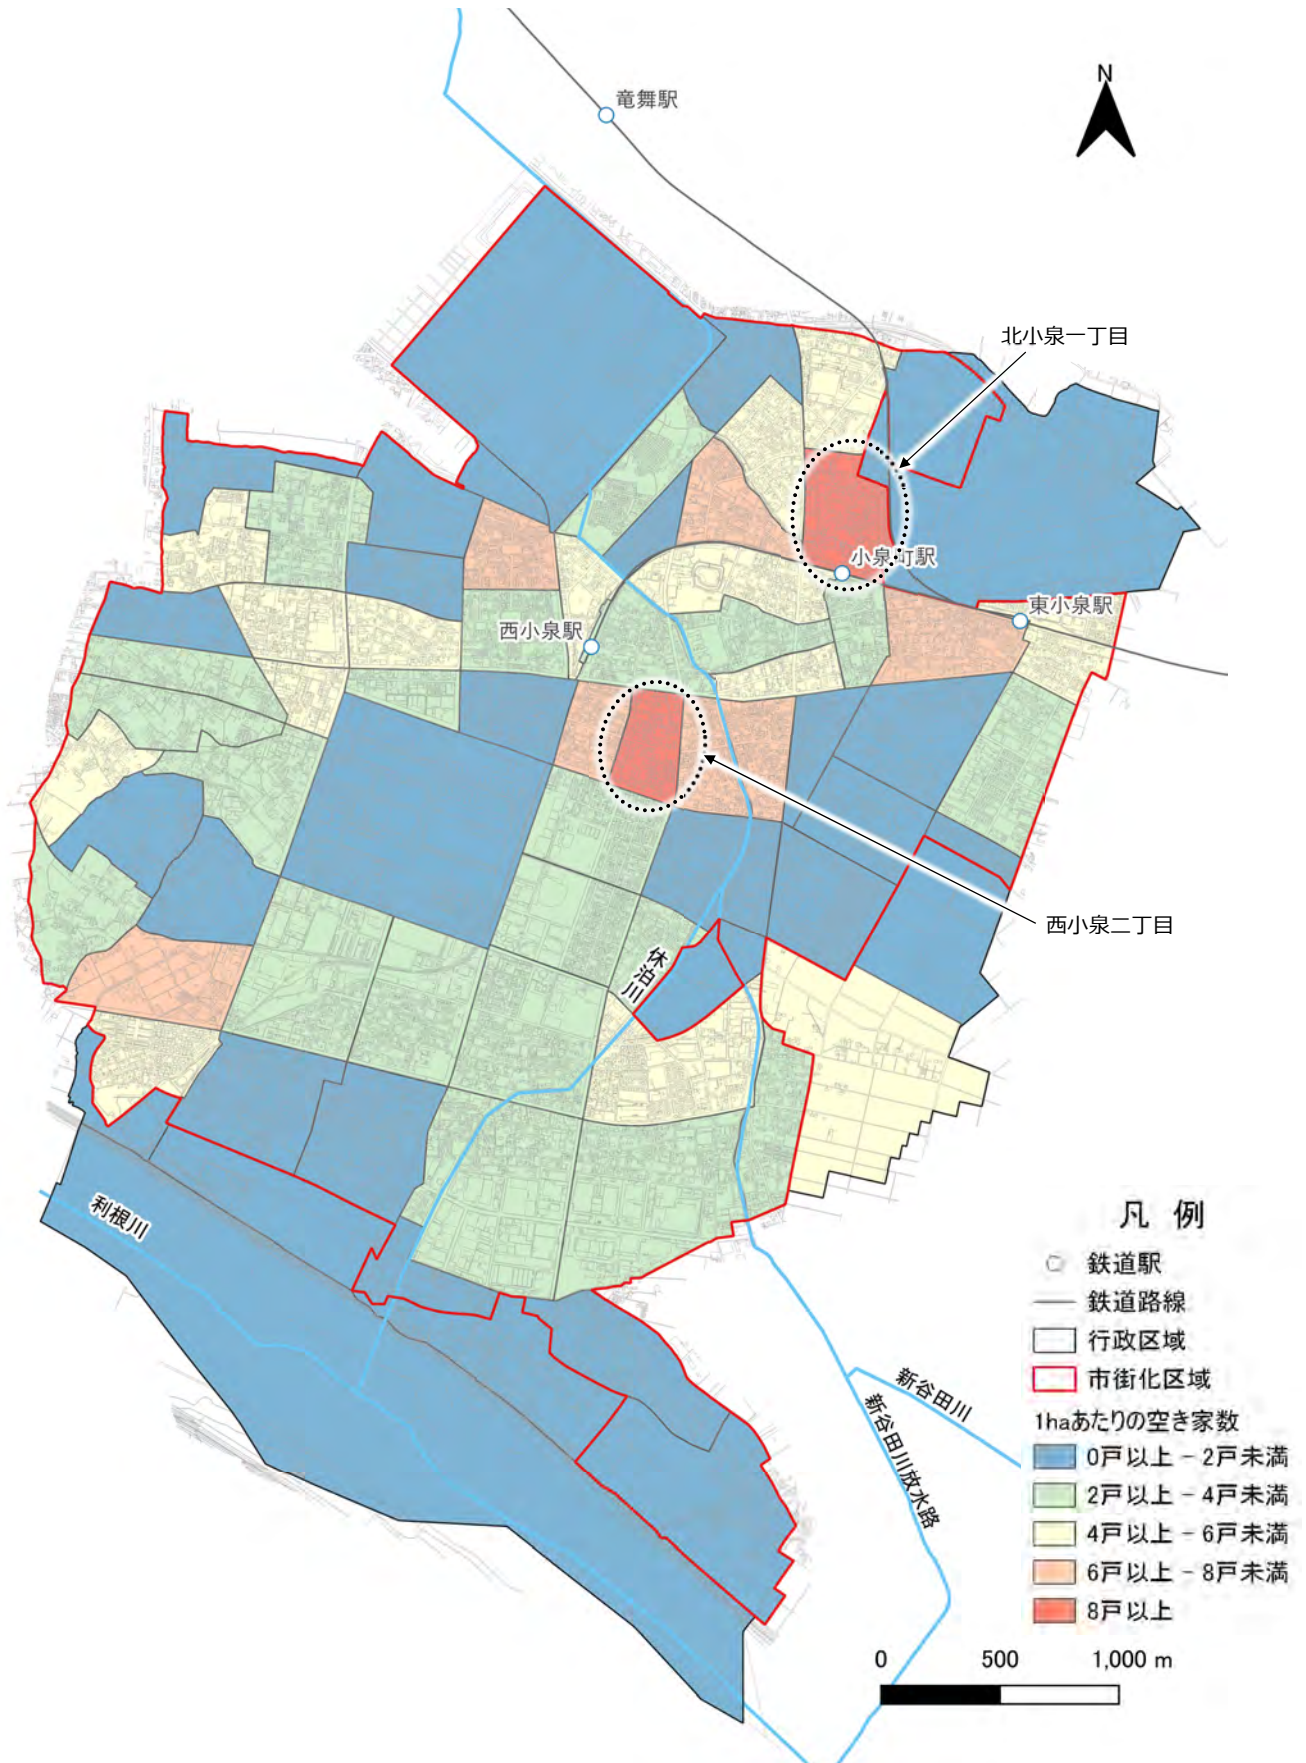 N
竜舞駅
北小泉一丁目
小泉町駅
東小泉駅
西小泉駅
西小泉二丁目
休泊川
利根川
新谷田川
新谷田川放水路
凡 例
鉄道駅
鉄道路線
行政区域
市街化区域
1haあたりの空き家数
0戸以上 - 2戸未満
2戸以上 - 4戸未満
4戸以上 - 6戸未満
6戸以上 - 8戸未満
8戸以上
0 500 1,000 m